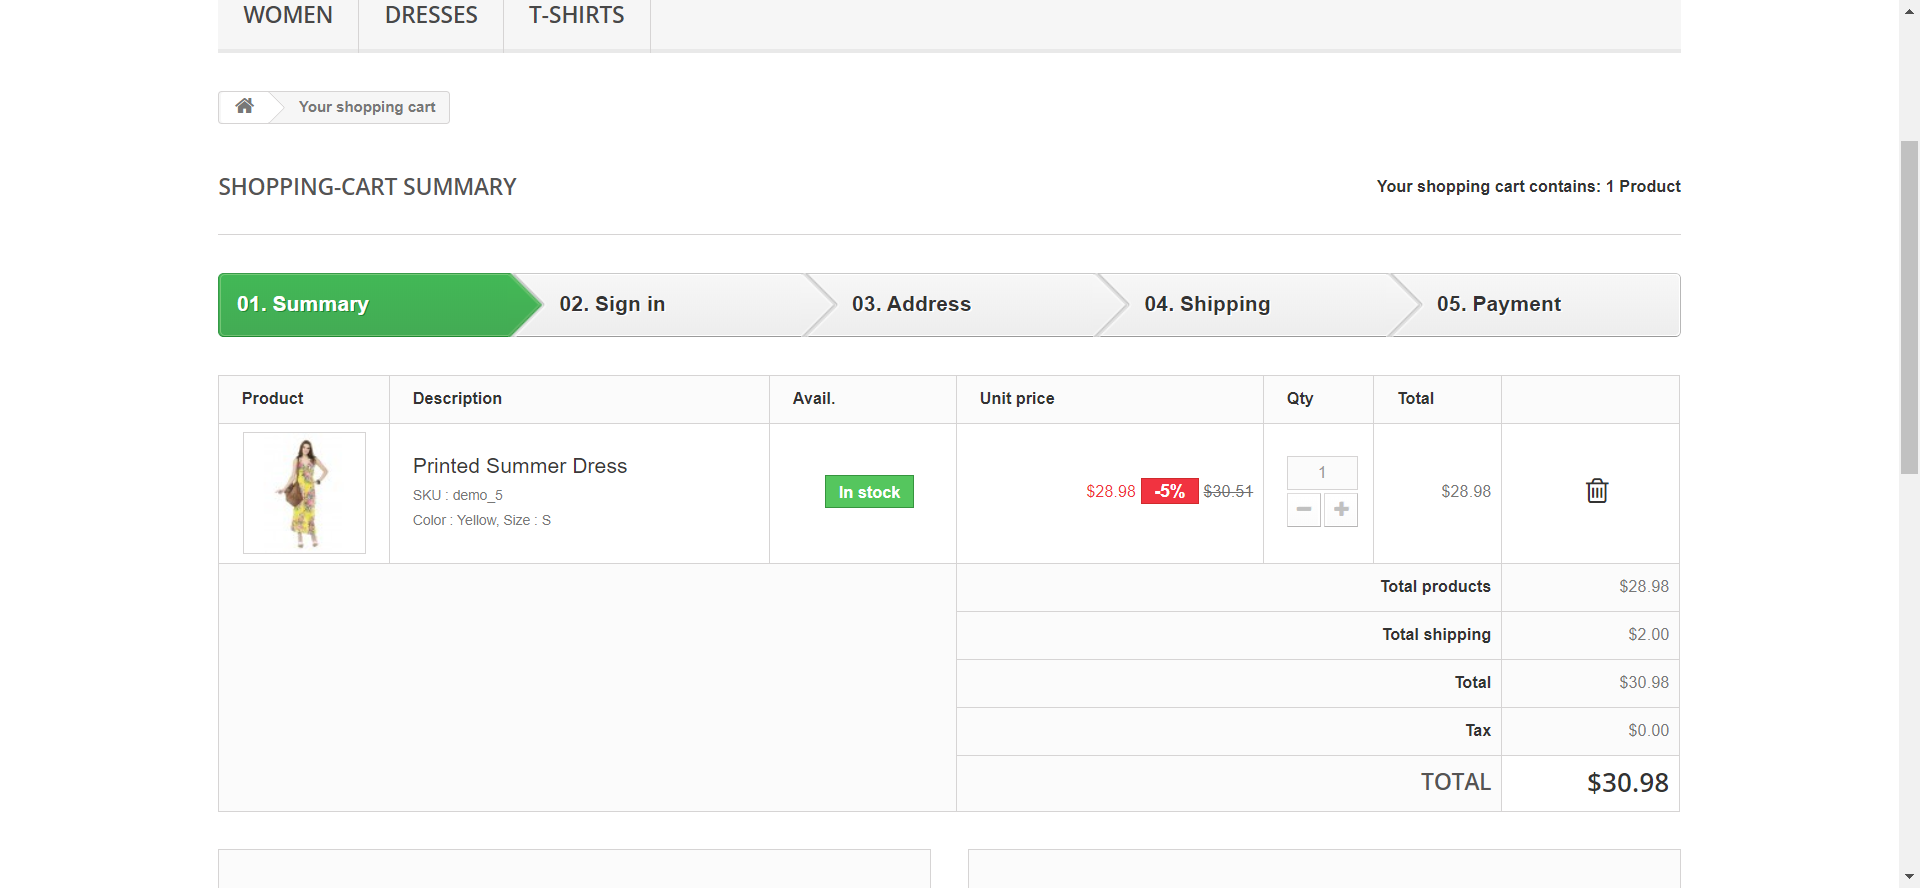 WOMEN DRESSES T-SHIRTS
Your shopping cart
SHOPPING-CART SUMMARY
Your shopping cart contains: 1 Product
01. Summary 02. Sign in 03. Address 04. Shipping 05. Payment
Product Description Avail. Unit price Qty Total
Printed Summer Dress
SKU : demo_5
Color : Yellow, Size : S
In stock
$28.98 -5% $30.51
1
$28.98
Total products $28.98
Total shipping $2.00
Total $30.98
Tax $0.00
TOTAL $30.98